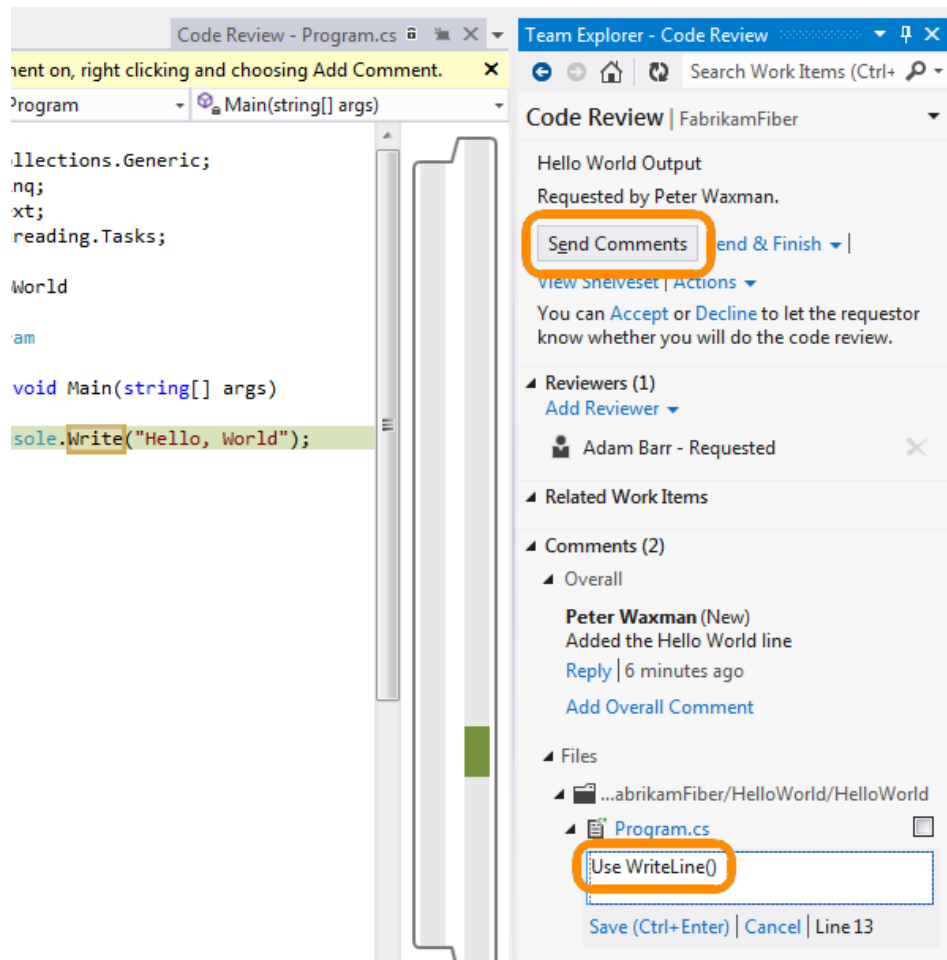 Code Review - Program.cs
nent on, right clicking and choosing Add Comment.
Program
Main(string[] args)
llections.Generic;
nq;
ext;
reading.Tasks;
World
am
void Main(string[] args)
sole.Write("Hello, World");
Team Explorer - Code Review
Search Work Items (Ctrl+
Code Review | FabrikamFiber
Hello World Output
Requested by Peter Waxman.
Send Comments end & Finish |
View Shelveset | Actions
You can Accept or Decline to let the requestor
know whether you will do the code review.
Reviewers (1)
Add Reviewer
Adam Barr - Requested
Related Work Items
Comments (2)
Overall
Peter Waxman (New)
Added the Hello World line
Reply | 6 minutes ago
Add Overall Comment
Files
...abrikamFiber/HelloWorld/HelloWorld
Program.cs
Use WriteLine()
Save (Ctrl+Enter) | Cancel | Line 13